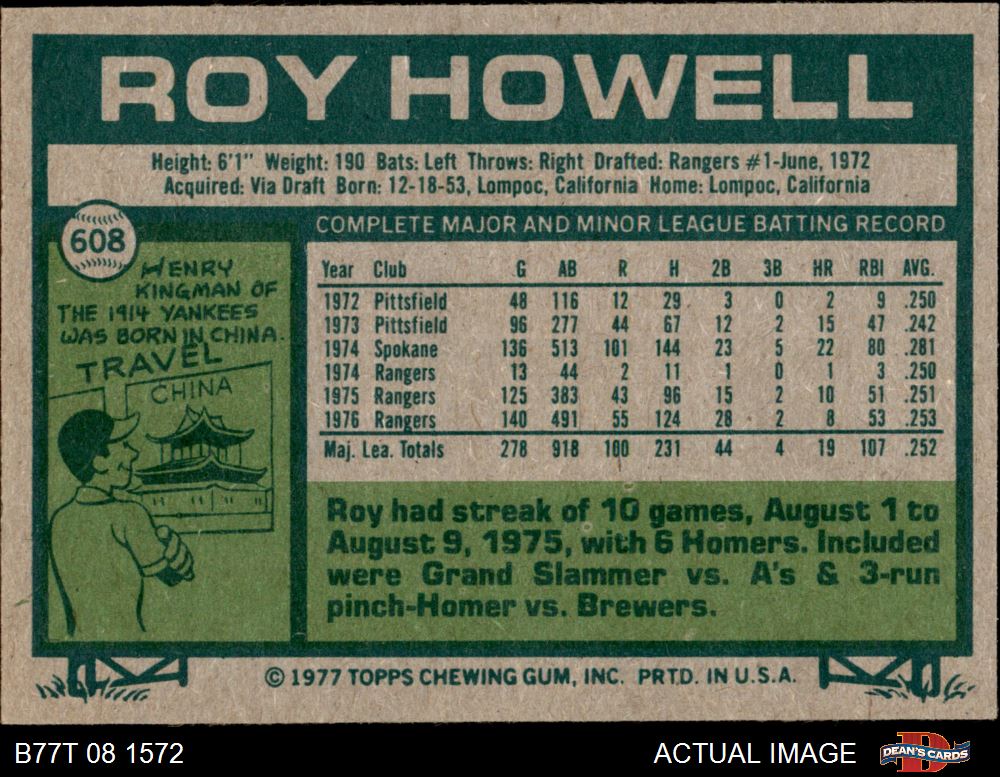 ROY HOWELL
Height: 6'1" Weight: 190 Bats: Left Throws: Right Drafted: Rangers #1-June, 1972
Acquired: Via Draft Born: 12-18-53, Lompoc, California Home: Lompoc, California
608
HENRY
KINGMAN OF
THE 1914 YANKEES
WAS BORN IN CHINA.
TRAVEL
CHINA
COMPLETE MAJOR AND MINOR LEAGUE BATTING RECORD
Year Club G AB R H 2B 3B HR RBI AVG.
1972 Pittsfield 48 116 12 29 3 0 2 9 .250
1973 Pittsfield 96 277 44 67 12 2 15 47 .242
1974 Spokane 136 513 101 144 23 5 22 80 .281
1974 Rangers 13 44 2 11 1 0 1 3 .250
1975 Rangers 125 383 43 96 15 2 10 51 .251
1976 Rangers 140 491 55 124 28 2 8 53 .253
Maj. Lea. Totals 278 918 100 231 44 4 19 107 .252
Roy had streak of 10 games, August 1 to
August 9, 1975, with 6 Homers. Included
were Grand Slammer vs. A's & 3-run
pinch-Homer vs. Brewers.
© 1977 TOPPS CHEWING GUM, INC. PRTD. IN U.S.A.
B77T 08 1572
ACTUAL IMAGE
D
DEAN'S CARDS